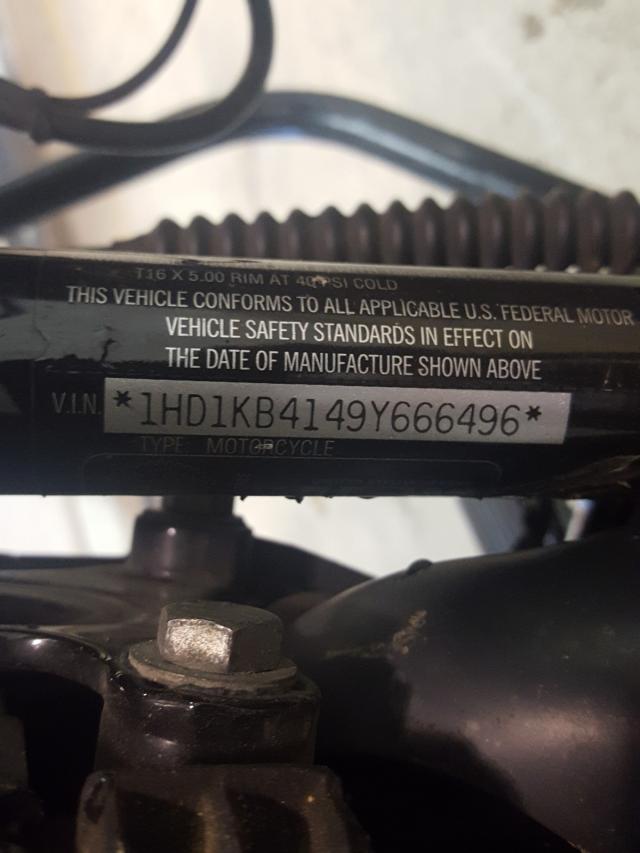 T16 X 5.00 RIM AT 40 PSI COLD
THIS VEHICLE CONFORMS TO ALL APPLICABLE U.S. FEDERAL MOTOR
VEHICLE SAFETY STANDARDS IN EFFECT ON
THE DATE OF MANUFACTURE SHOWN ABOVE
V.I.N. *1HD1KB4149Y666496*
TYPE MOTORCYCLE